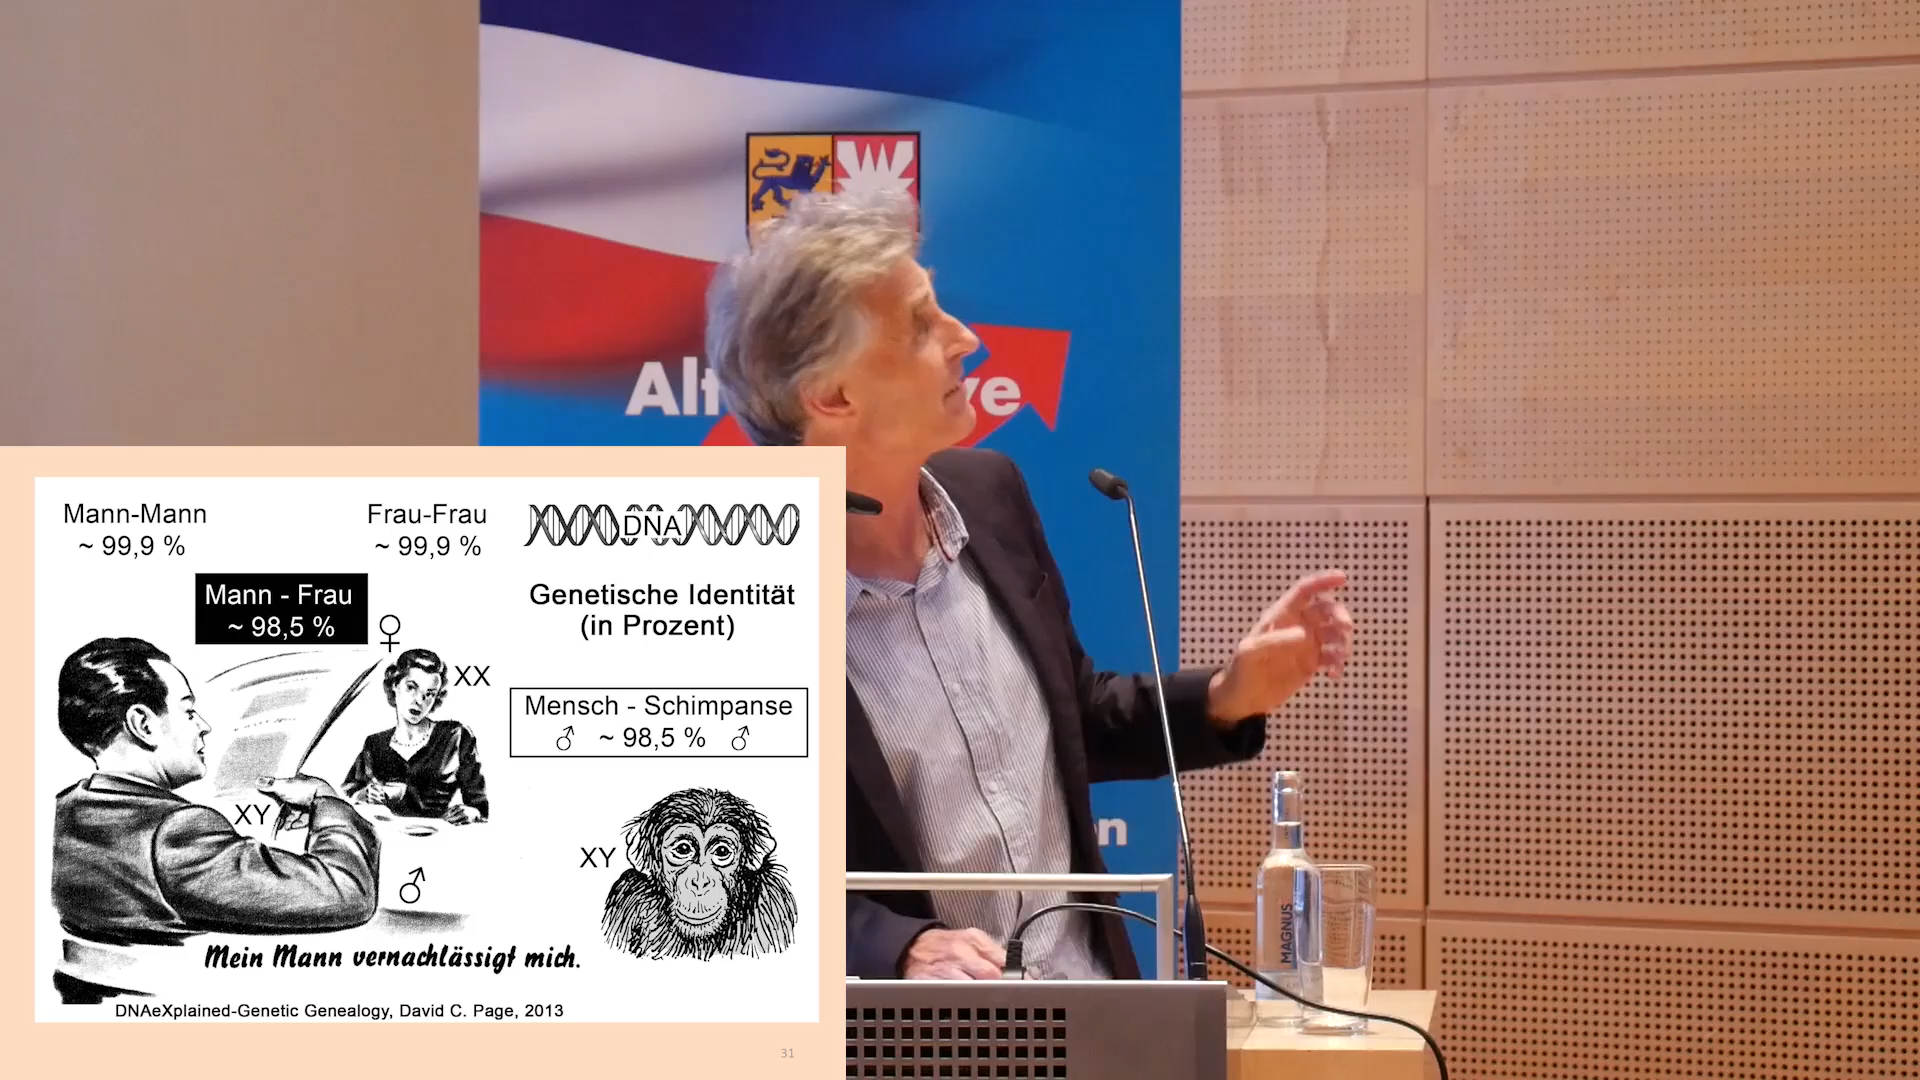 Alt ve
n
MAGNUS
Mann-Mann
~ 99,9 %
Frau-Frau
~ 99,9 %
DNA
Mann - Frau
~ 98,5 %
Genetische Identität
(in Prozent)
♀
XX
Mensch - Schimpanse
♂ ~ 98,5 % ♂
XY
XY
♂
Mein Mann vernachlässigt mich.
DNAeXplained-Genetic Genealogy, David C. Page, 2013
31